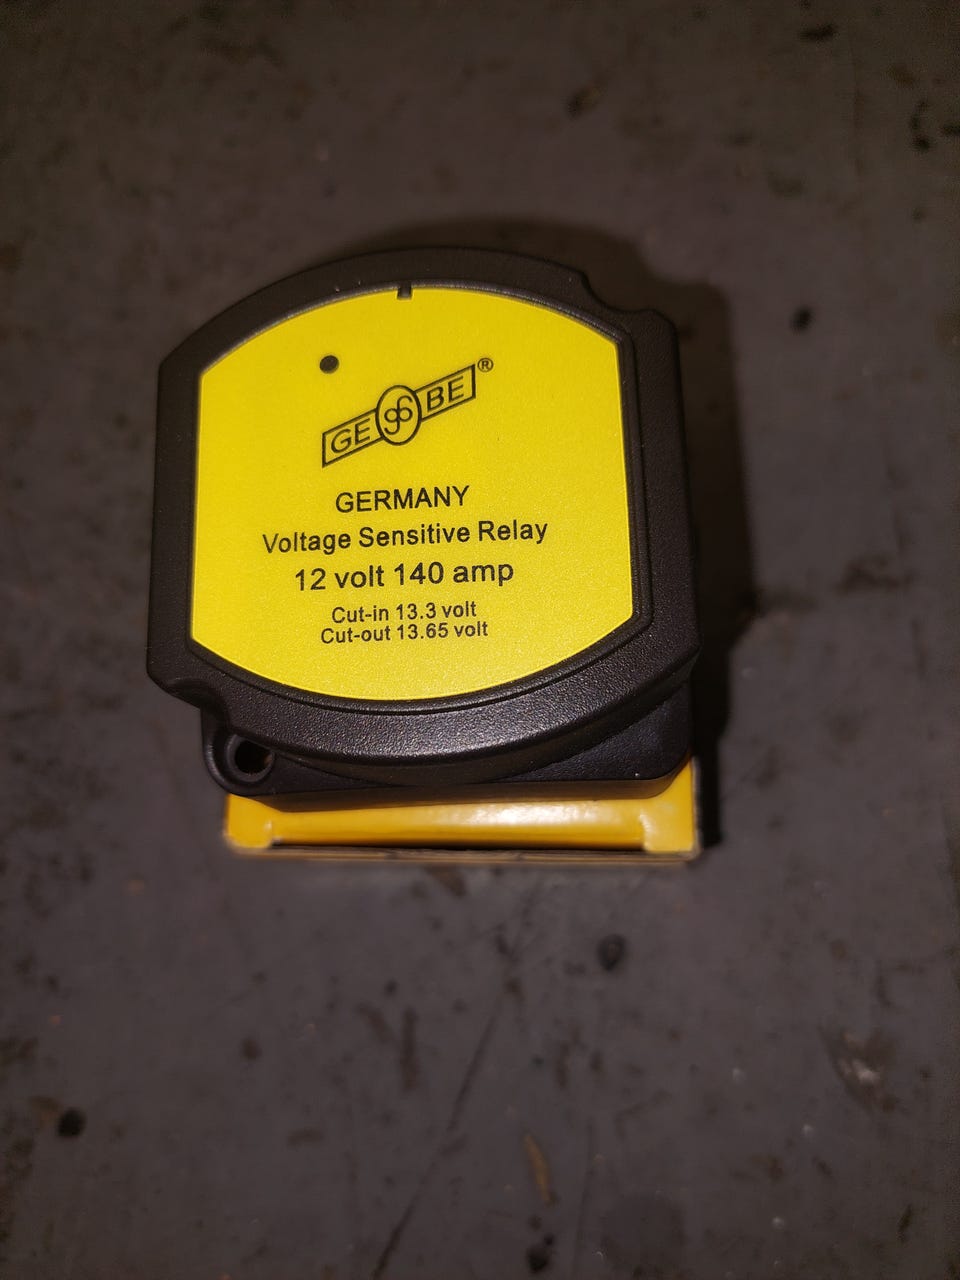 GE gb BE ®
GERMANY
Voltage Sensitive Relay
12 volt 140 amp
Cut-in 13.3 volt
Cut-out 13.65 volt